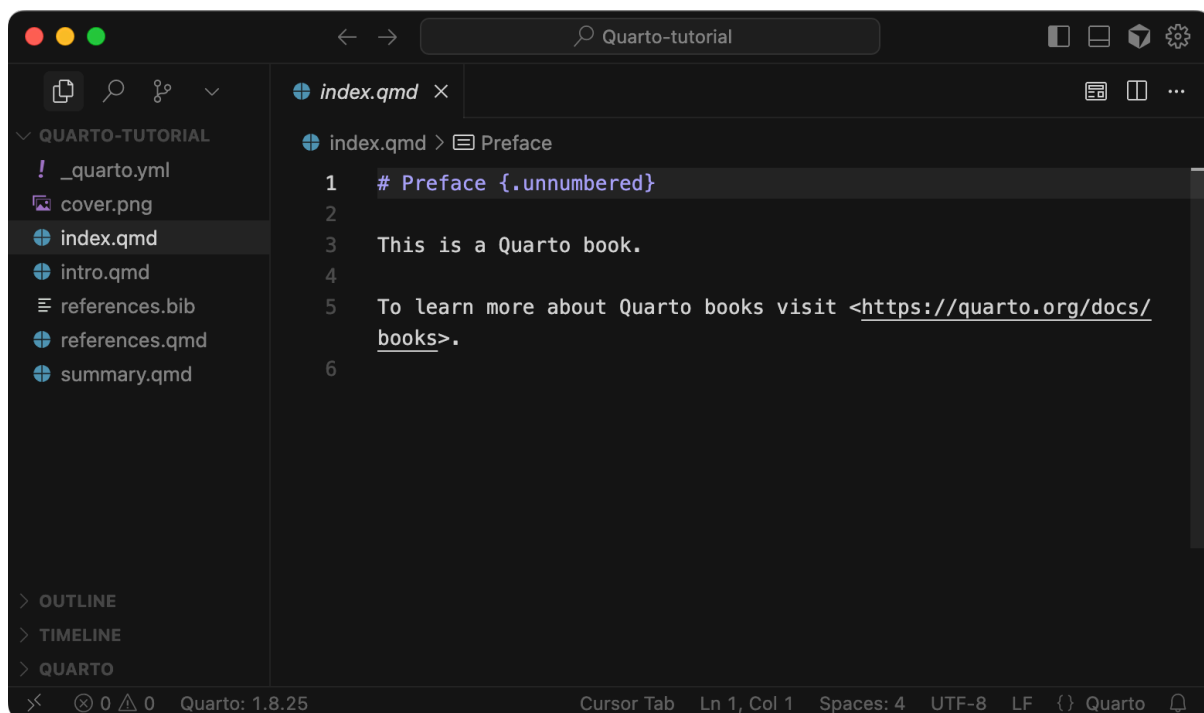 Quarto-tutorial
index.qmd
QUARTO-TUTORIAL
_quarto.yml
cover.png
index.qmd
intro.qmd
references.bib
references.qmd
summary.qmd
OUTLINE
TIMELINE
QUARTO
index.qmd > Preface
1 # Preface {.unnumbered}
2
3 This is a Quarto book.
4
5 To learn more about Quarto books visit <https://quarto.org/docs/
books>.
6
0 0 Quarto: 1.8.25 Cursor Tab Ln 1, Col 1 Spaces: 4 UTF-8 LF {} Quarto